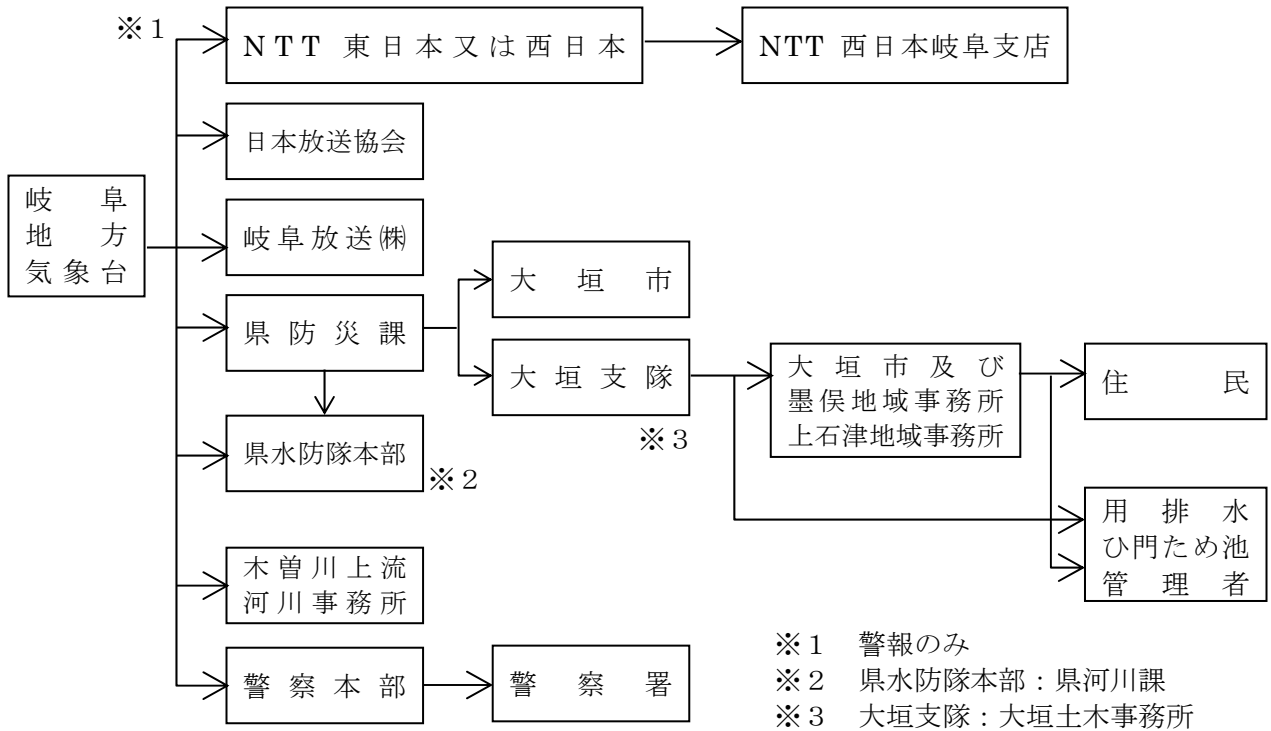 ※1
NTT 東日本又は西日本
NTT 西日本岐阜支店
日本放送協会
岐阜
地方
気象台
岐阜放送㈱
大垣市
県防災課
大垣支隊
※3
大垣市及び
墨俣地域事務所
上石津地域事務所
住民
県水防隊本部
※2
用排水
ひ門ため池
管理者
木曽川上流
河川事務所
警察本部
警察署
※1 警報のみ
※2 県水防隊本部：県河川課
※3 大垣支隊：大垣土木事務所